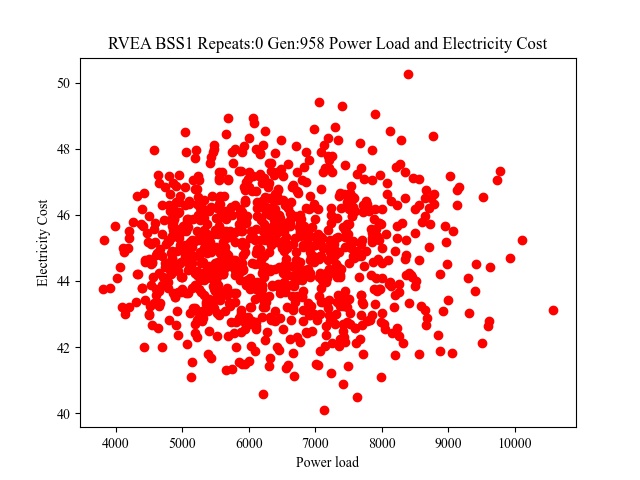 RVEA BSS1 Repeats:0 Gen:958 Power Load and Electricity Cost
50
48
46
44
42
40
Electricity Cost
4000 5000 6000 7000 8000 9000 10000
Power load